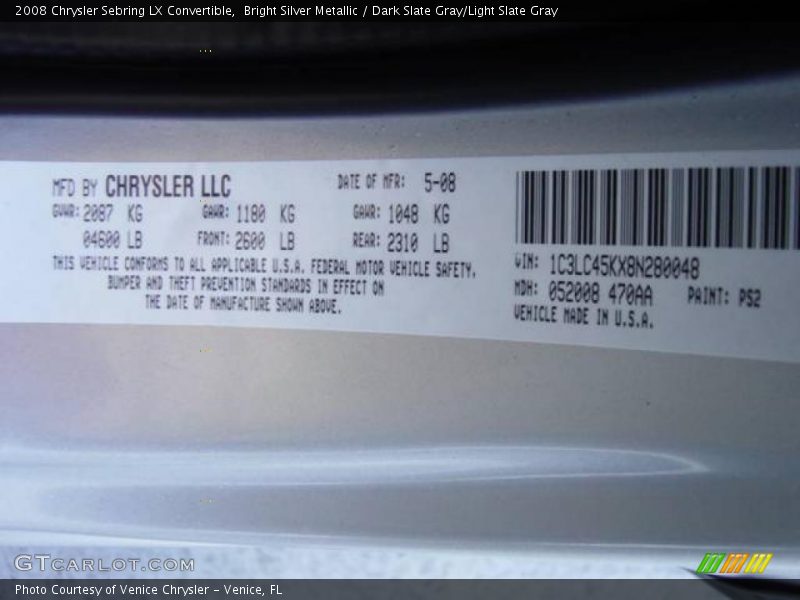 2008 Chrysler Sebring LX Convertible,  Bright Silver Metallic / Dark Slate Gray/Light Slate Gray
MFD BY CHRYSLER LLC DATE OF MFR: 5-08
GVWR: 2087 KG GAWR: 1180 KG GAWR: 1048 KG
04600 LB FRONT: 2600 LB REAR: 2310 LB
THIS VEHICLE CONFORMS TO ALL APPLICABLE U.S.A. FEDERAL MOTOR VEHICLE SAFETY,
BUMPER AND THEFT PREVENTION STANDARDS IN EFFECT ON
THE DATE OF MANUFACTURE SHOWN ABOVE.
VIN: 1C3LC45KX8N280048
MDH: 052008 470AA PAINT: PS2
VEHICLE MADE IN U.S.A.
GTCARLOT.COM
Photo Courtesy of Venice Chrysler – Venice, FL